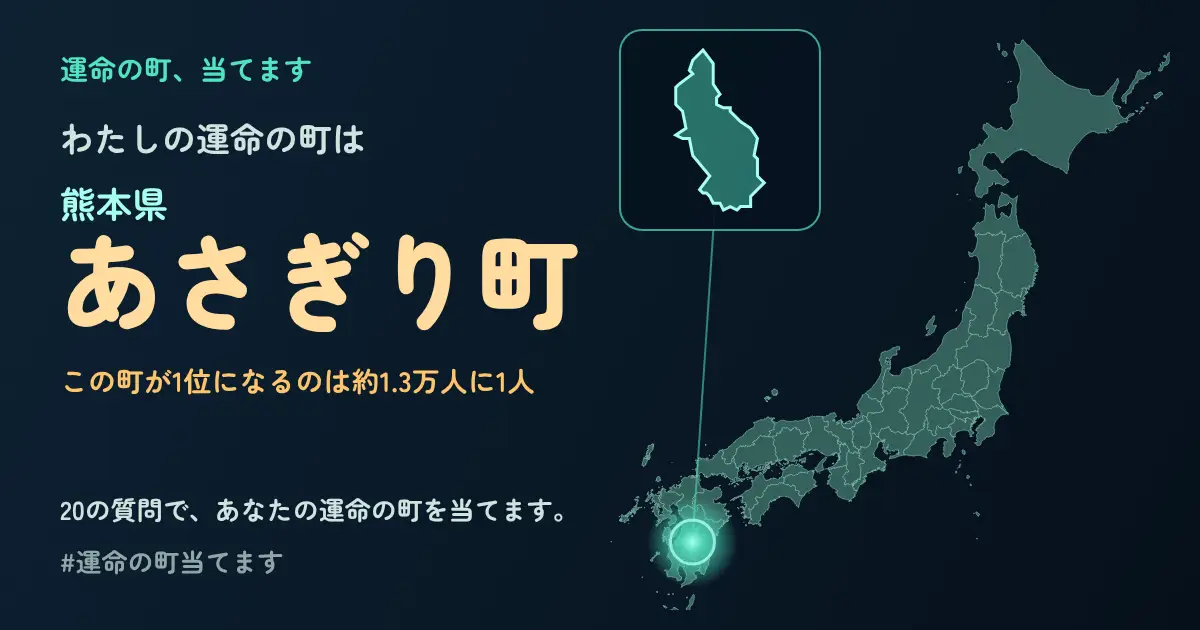 運命の町、当てます
わたしの運命の町は
熊本県
あさぎり町
この町が1位になるのは約1.3万人に1人
20の質問で、あなたの運命の町を当てます。
#運命の町当てます